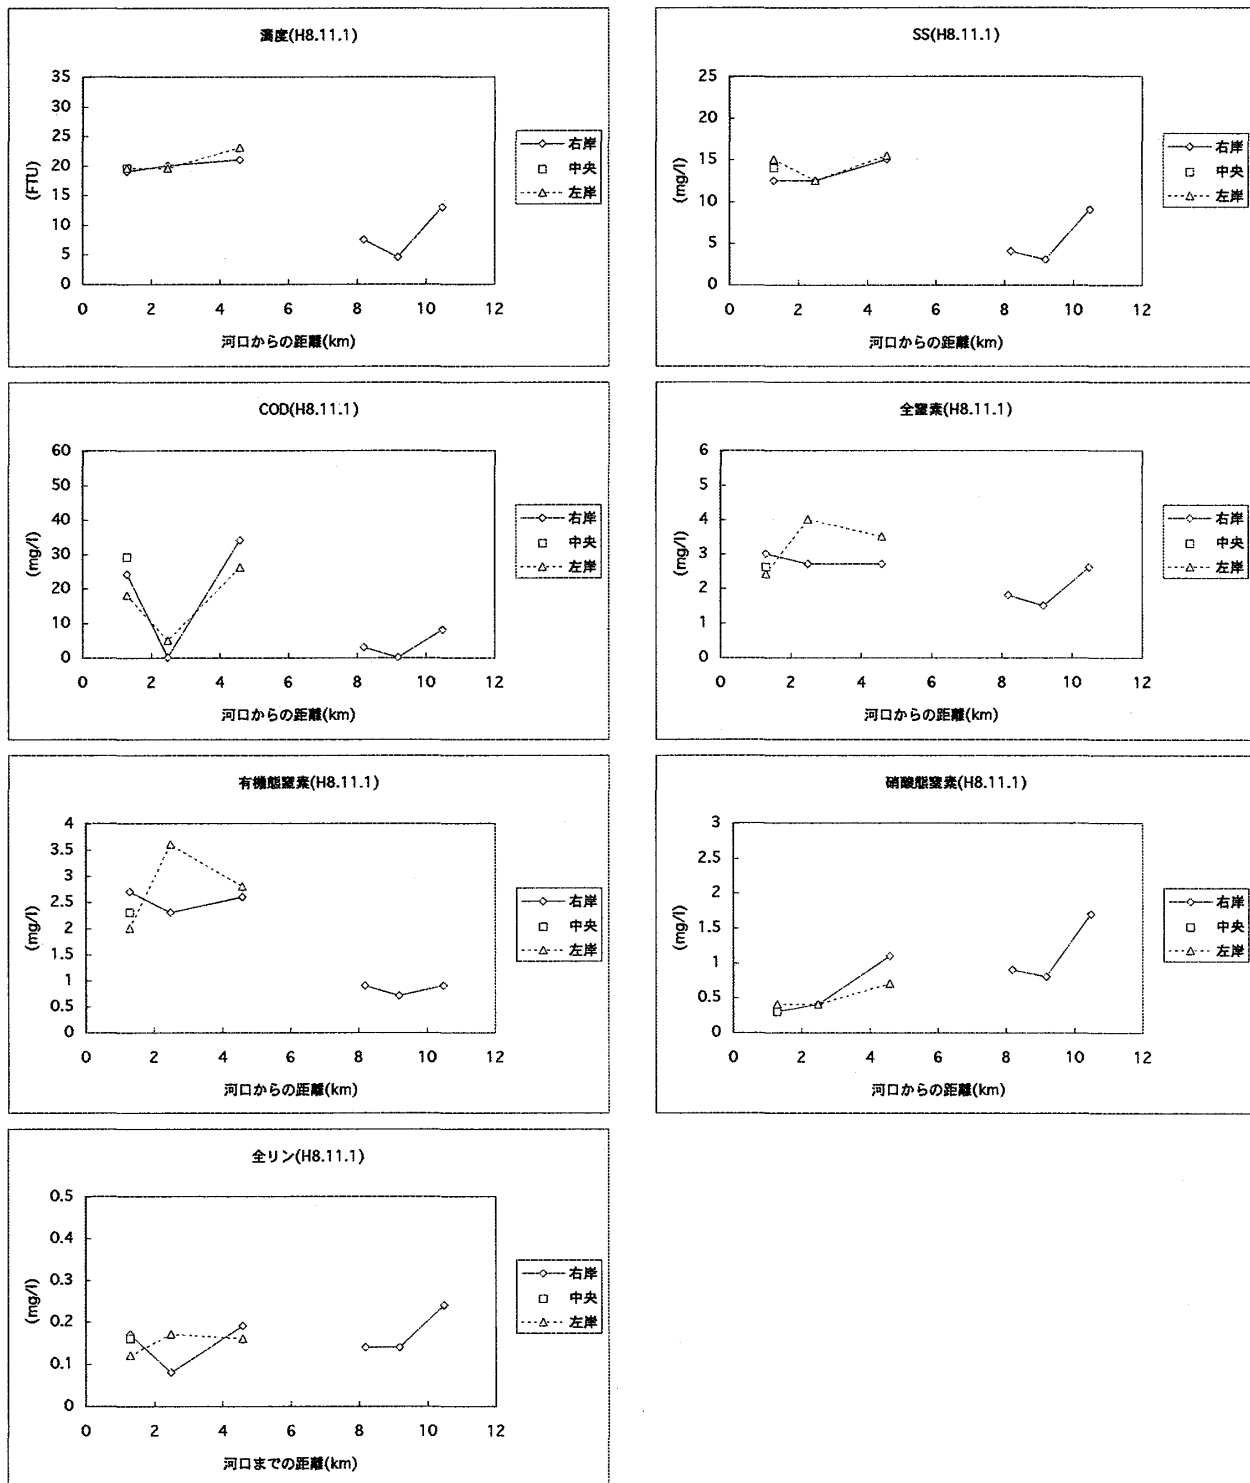 濁度(H8.11.1)
35
30
25
20
15
10
5
0
(FTU)
0 2 4 6 8 10 12
河口からの距離(km)
右岸
中央
左岸
SS(H8.11.1)
25
20
15
10
5
0
(mg/l)
0 2 4 6 8 10 12
河口からの距離(km)
右岸
中央
左岸
COD(H8.11.1)
60
50
40
30
20
10
0
(mg/l)
0 2 4 6 8 10 12
河口からの距離(km)
右岸
中央
左岸
全窒素(H8.11.1)
6
5
4
3
2
1
0
(mg/l)
0 2 4 6 8 10 12
河口からの距離(km)
右岸
中央
左岸
有機態窒素(H8.11.1)
4
3.5
3
2.5
2
1.5
1
0.5
0
(mg/l)
0 2 4 6 8 10 12
河口からの距離(km)
右岸
中央
左岸
硝酸態窒素(H8.11.1)
3
2.5
2
1.5
1
0.5
0
(mg/l)
0 2 4 6 8 10 12
河口からの距離(km)
右岸
中央
左岸
全リン(H8.11.1)
0.5
0.4
0.3
0.2
0.1
0
(mg/l)
0 2 4 6 8 10 12
河口までの距離(km)
右岸
中央
左岸